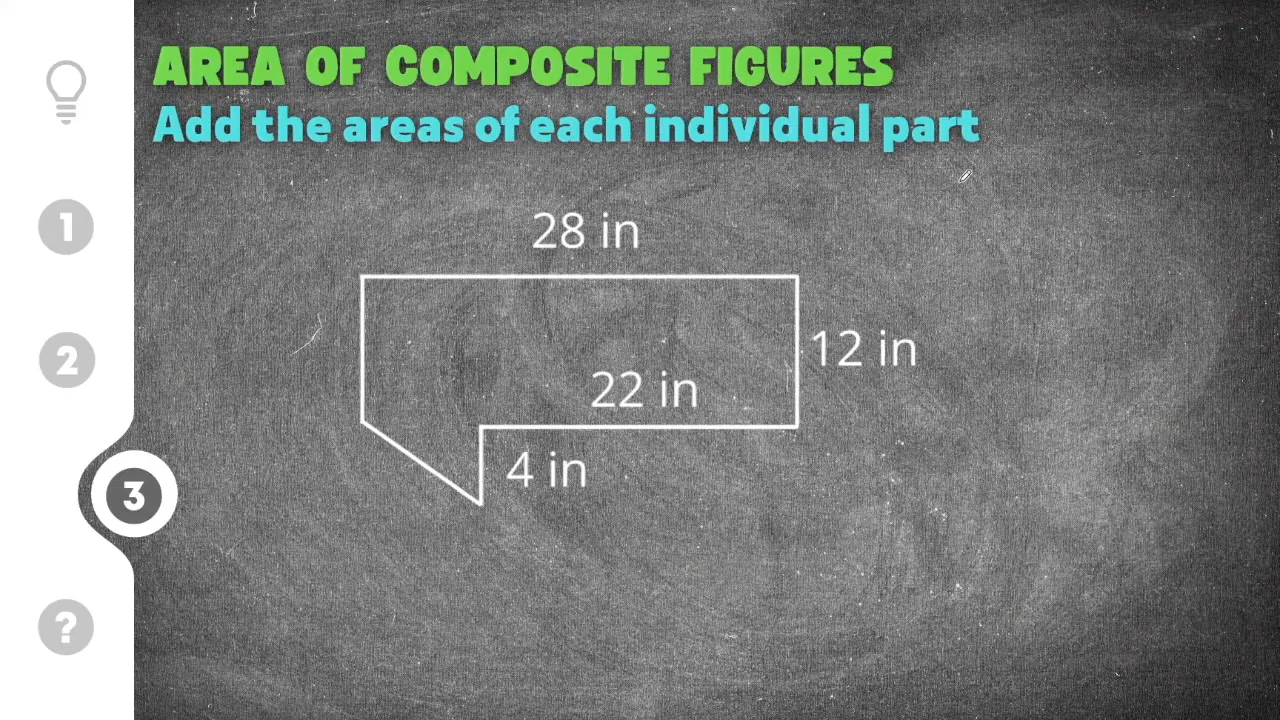 AREA OF COMPOSITE FIGURES
Add the areas of each individual part
1
28 in
12 in
2
22 in
4 in
3
?